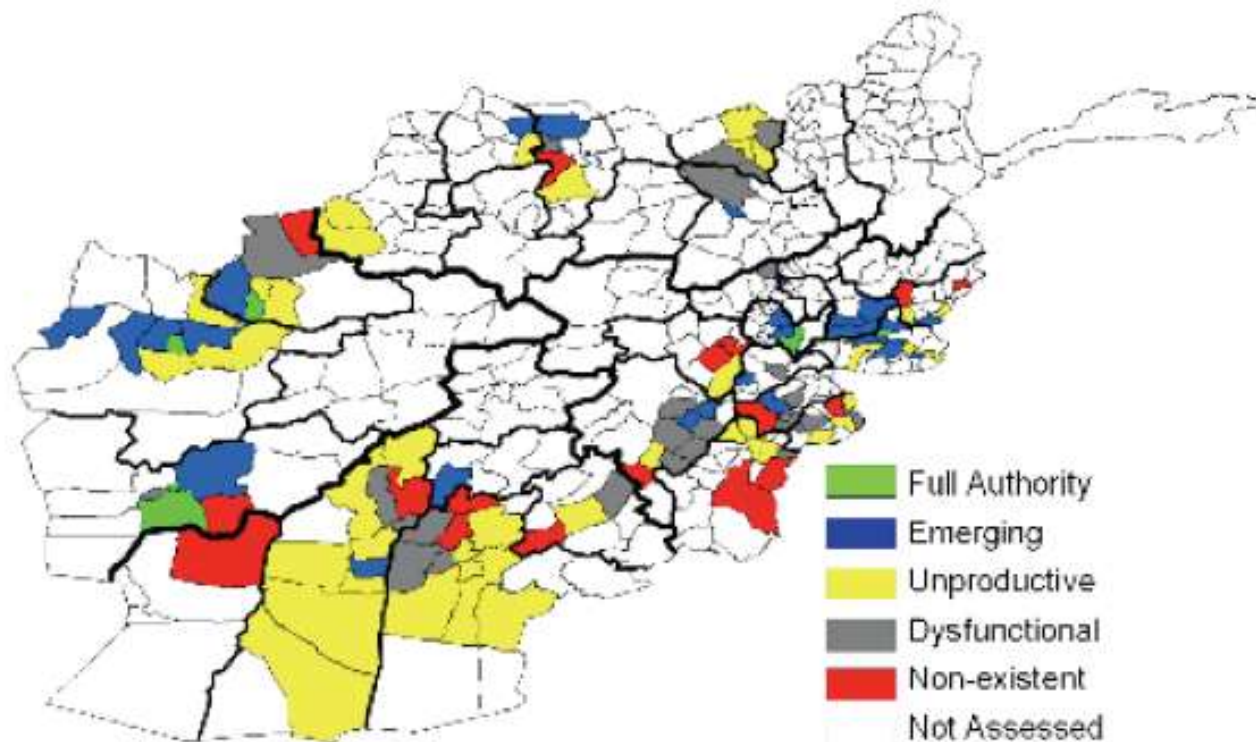 Full Authority
Emerging
Unproductive
Dysfunctional
Non-existent
Not Assessed